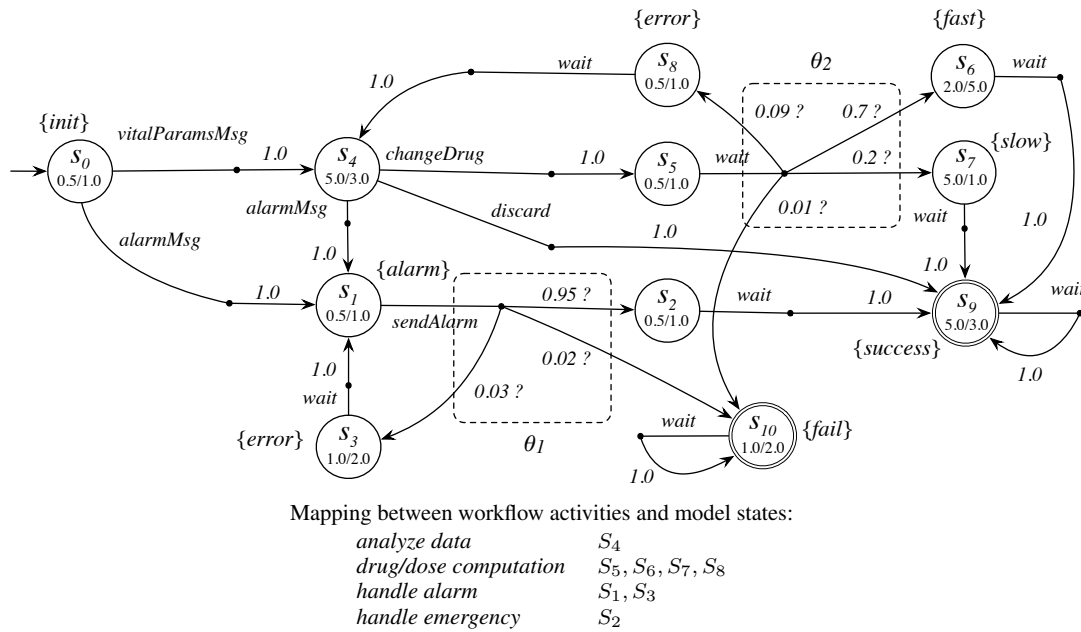 {error}
{fast}
S8
0.5/1.0
wait
1.0
θ2
S6
2.0/5.0
wait
0.09 ?
0.7 ?
{init}
S0
0.5/1.0
vitalParamsMsg
1.0
S4
5.0/3.0
changeDrug
1.0
S5
0.5/1.0
wait
0.2 ?
{slow}
S7
5.0/1.0
0.01 ?
alarmMsg
discard
1.0
wait
1.0
alarmMsg
1.0
1.0
1.0
{alarm}
S1
0.5/1.0
sendAlarm
0.95 ?
S2
0.5/1.0
wait
1.0
S9
5.0/3.0
wait
{success}
1.0
1.0
wait
0.02 ?
0.03 ?
θ1
{error}
S3
1.0/2.0
wait
1.0
S10
1.0/2.0
{fail}
Mapping between workflow activities and model states:
analyze data S4
drug/dose computation S5, S6, S7, S8
handle alarm S1, S3
handle emergency S2